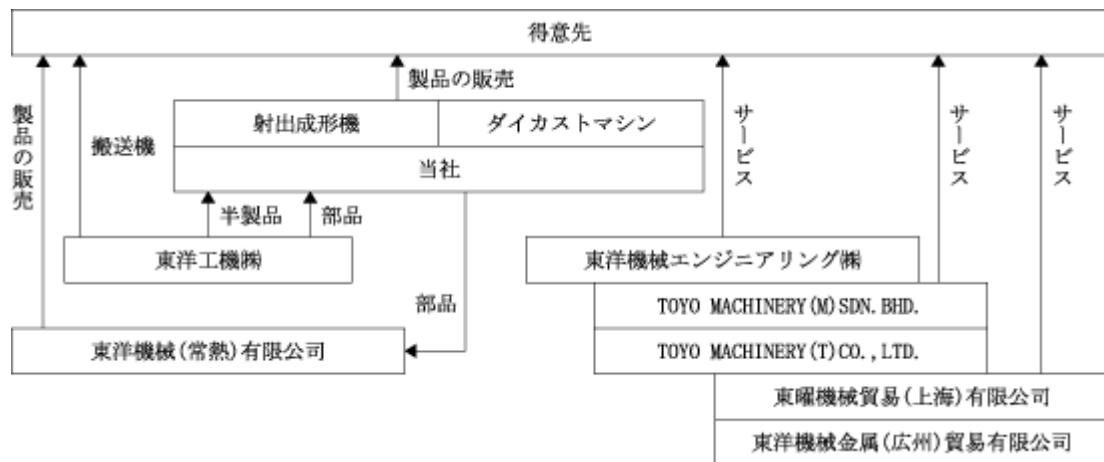 得意先
製品の販売
搬送機
製品の販売
射出成形機
ダイカストマシン
当社
サービス
サービス
サービス
半製品
部品
東洋工機㈱
東洋機械エンジニアリング㈱
部品
TOYO MACHINERY(M)SDN.BHD.
東洋機械(常熱)有限公司
TOYO MACHINERY(T)CO.,LTD.
東曜機械貿易(上海)有限公司
東洋機械金属(広州)貿易有限公司